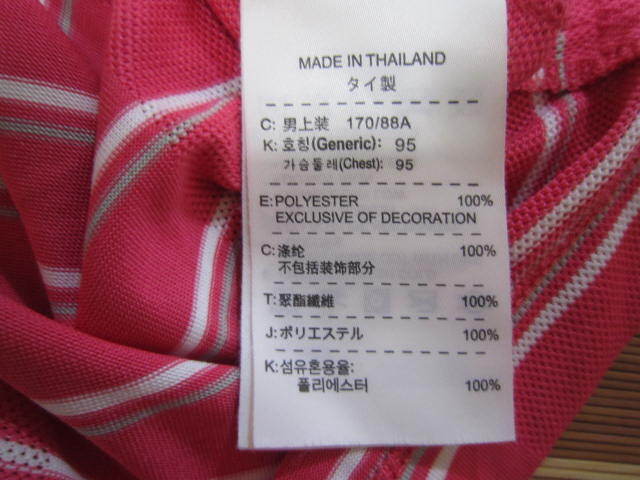 MADE IN THAILAND
タイ製
C: 男上装 170/88A
K: 호칭(Generic): 95
가슴둘레(Chest): 95
E: POLYESTER 100%
EXCLUSIVE OF DECORATION
C: 涤纶 100%
不包括装饰部分
T: 聚酯纖維 100%
J: ポリエステル 100%
K: 섬유혼용율:
폴리에스터 100%